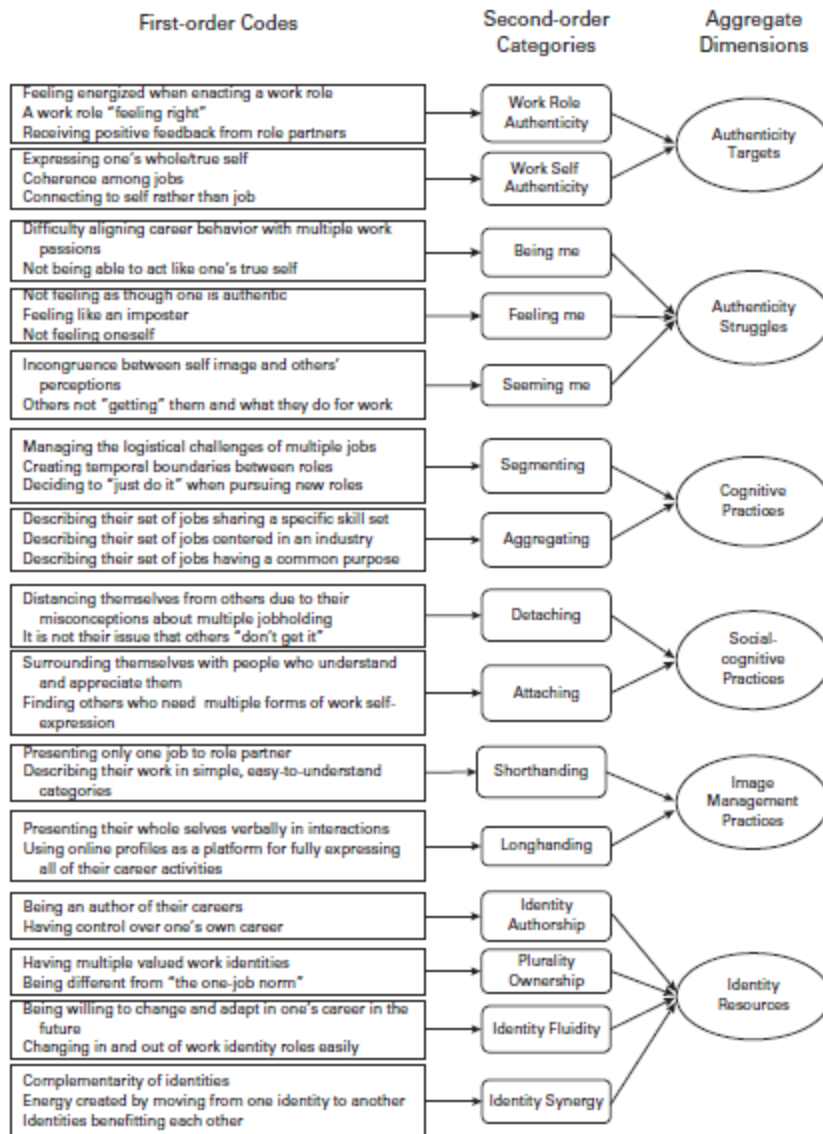 First-order Codes
Second-order
Categories
Aggregate
Dimensions
Feeling energized when enacting a work role
A work role “feeling right”
Receiving positive feedback from role partners
Work Role
Authenticity
Authenticity
Targets
Expressing one’s whole/true self
Coherence among jobs
Connecting to self rather than job
Work Self
Authenticity
Difficulty aligning career behavior with multiple work
passions
Not being able to act like one’s true self
Being me
Not feeling as though one is authentic
Feeling like an imposter
Not feeling oneself
Feeling me
Authenticity
Struggles
Incongruence between self image and others’
perceptions
Others not “getting” them and what they do for work
Seeming me
Managing the logistical challenges of multiple jobs
Creating temporal boundaries between roles
Deciding to “just do it” when pursuing new roles
Segmenting
Cognitive
Practices
Describing their set of jobs sharing a specific skill set
Describing their set of jobs centered in an industry
Describing their set of jobs having a common purpose
Aggregating
Distancing themselves from others due to their
misconceptions about multiple jobholding
It is not their issue that others “don’t get it”
Detaching
Social-
cognitive
Practices
Surrounding themselves with people who understand
and appreciate them
Finding others who need multiple forms of work self-
expression
Attaching
Presenting only one job to role partner
Describing their work in simple, easy-to-understand
categories
Shorthanding
Image
Management
Practices
Presenting their whole selves verbally in interactions
Using online profiles as a platform for fully expressing
all of their career activities
Longhanding
Being an author of their careers
Having control over one’s own career
Identity
Authorship
Having multiple valued work identities
Being different from “the one-job norm”
Plurality
Ownership
Identity
Resources
Being willing to change and adapt in one’s career in the
future
Changing in and out of work identity roles easily
Identity Fluidity
Complementarity of identities
Energy created by moving from one identity to another
Identities benefitting each other
Identity Synergy